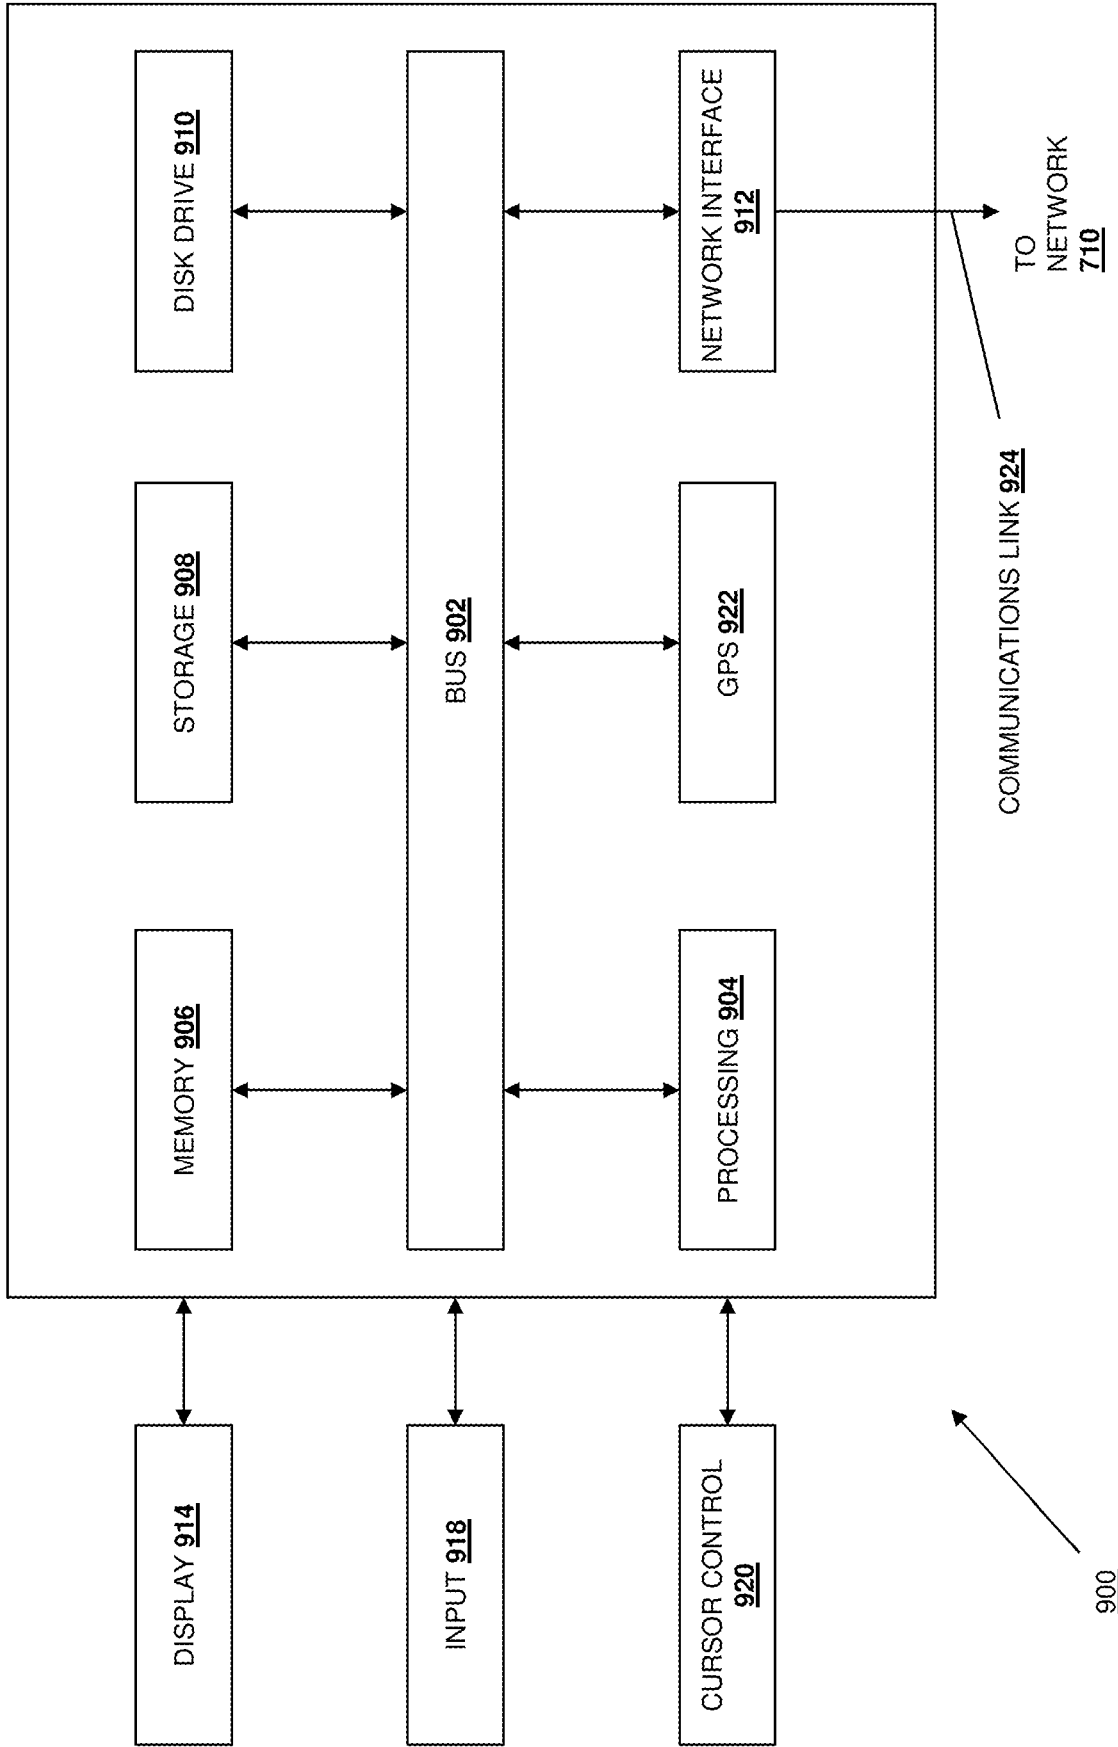 DISPLAY 914
MEMORY 906
STORAGE 908
DISK DRIVE 910
INPUT 918
BUS 902
CURSOR CONTROL
920
PROCESSING 904
GPS 922
NETWORK INTERFACE
912
COMMUNICATIONS LINK 924
TO
NETWORK
710
900